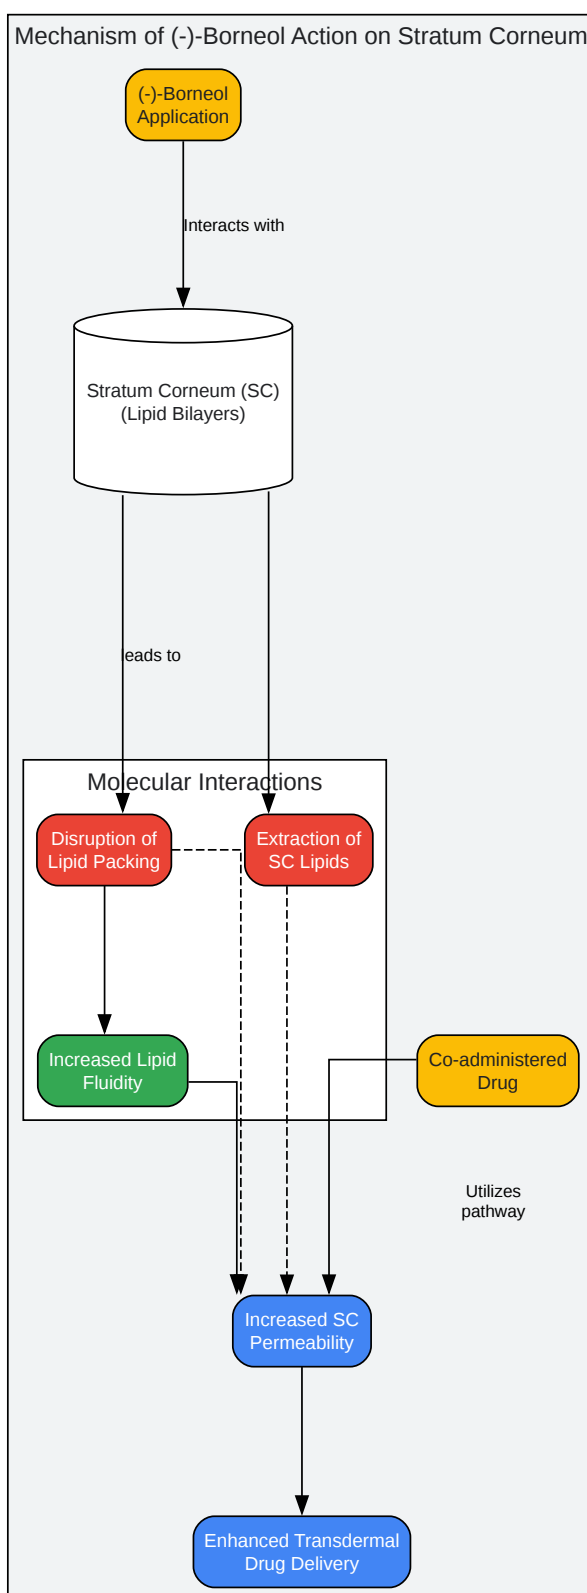 Mechanism of (-)-Borneol Action on Stratum Corneum
(-)-Borneol
Application
Interacts with
Stratum Corneum (SC)
(Lipid Bilayers)
leads to
Molecular Interactions
Disruption of
Lipid Packing
Extraction of
SC Lipids
Increased Lipid
Fluidity
Co-administered
Drug
Utilizes
pathway
Increased SC
Permeability
Enhanced Transdermal
Drug Delivery